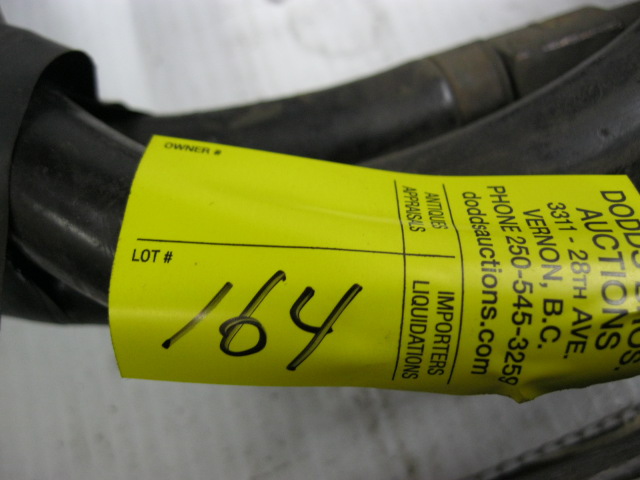 OWNER #
LOT #
164
ANTIQUES
APPRAISALS
IMPORTERS
LIQUIDATIONS
AUCTIONS
3311 - 28TH AVE.
VERNON, B.C.
PHONE 250-545-3259
doddsauctions.com